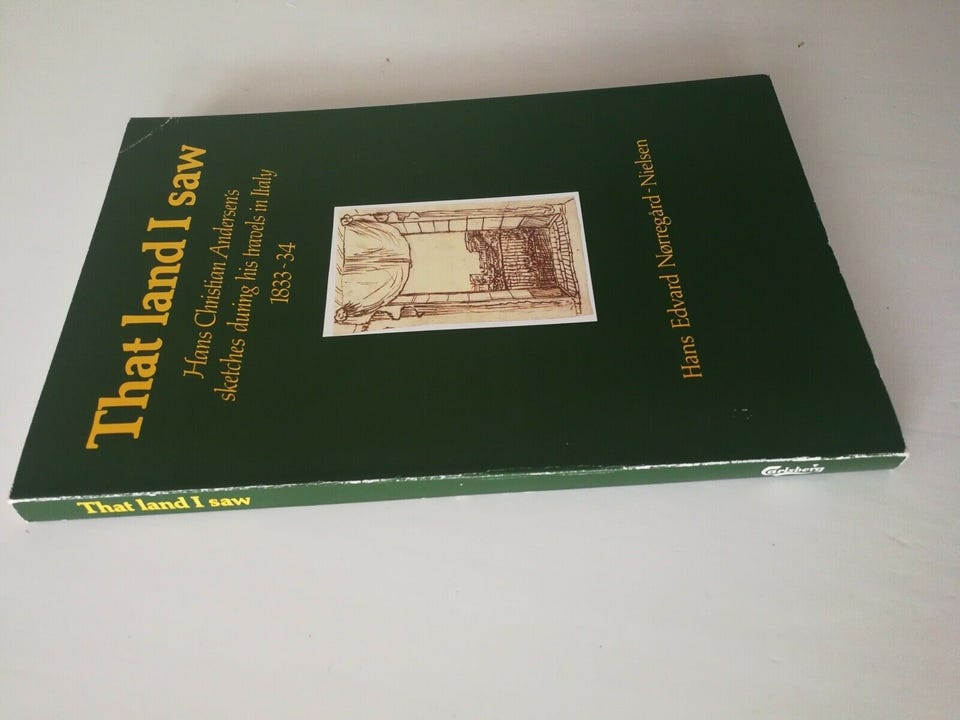 That land I saw
Hans Christian Andersen's
sketches during his travels in Italy
1833-34
Hans Edvard Nørregård-Nielsen
That land I saw
Carlsberg